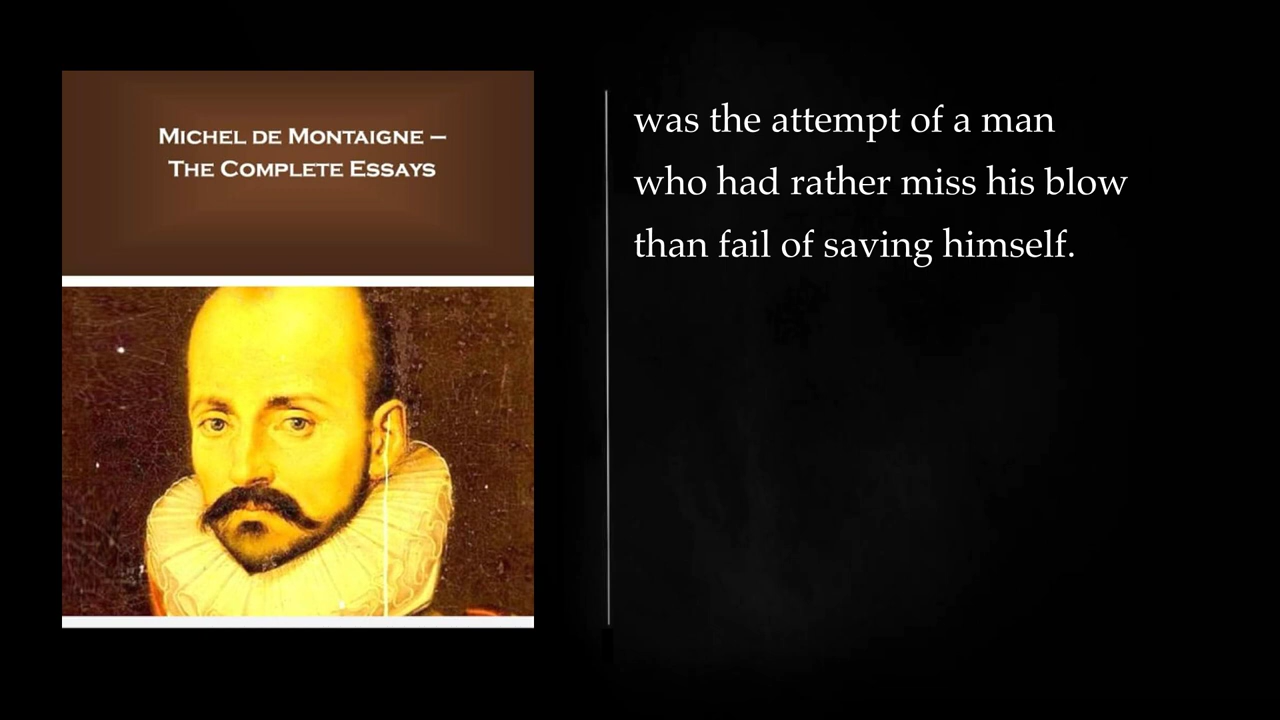 MICHEL DE MONTAIGNE –
THE COMPLETE ESSAYS
was the attempt of a man
who had rather miss his blow
than fail of saving himself.